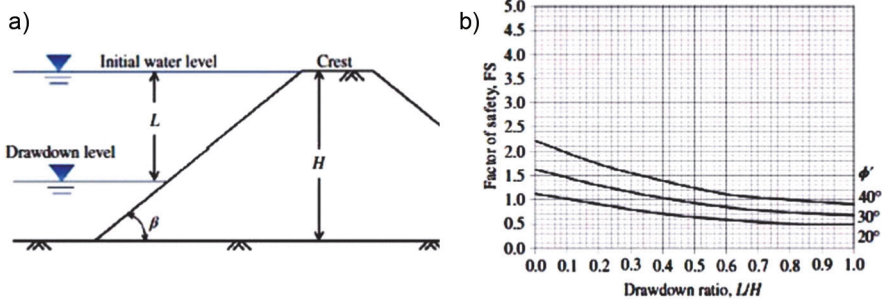 a)
Initial water level
Crest
L
Drawdown level
H
β
b)
Factor of safety, FS
5.0
4.5
4.0
3.5
3.0
2.5
2.0
1.5
1.0
0.5
0.0
ϕ'
40°
30°
20°
0.0 0.1 0.2 0.3 0.4 0.5 0.6 0.7 0.8 0.9 1.0
Drawdown ratio, L/H